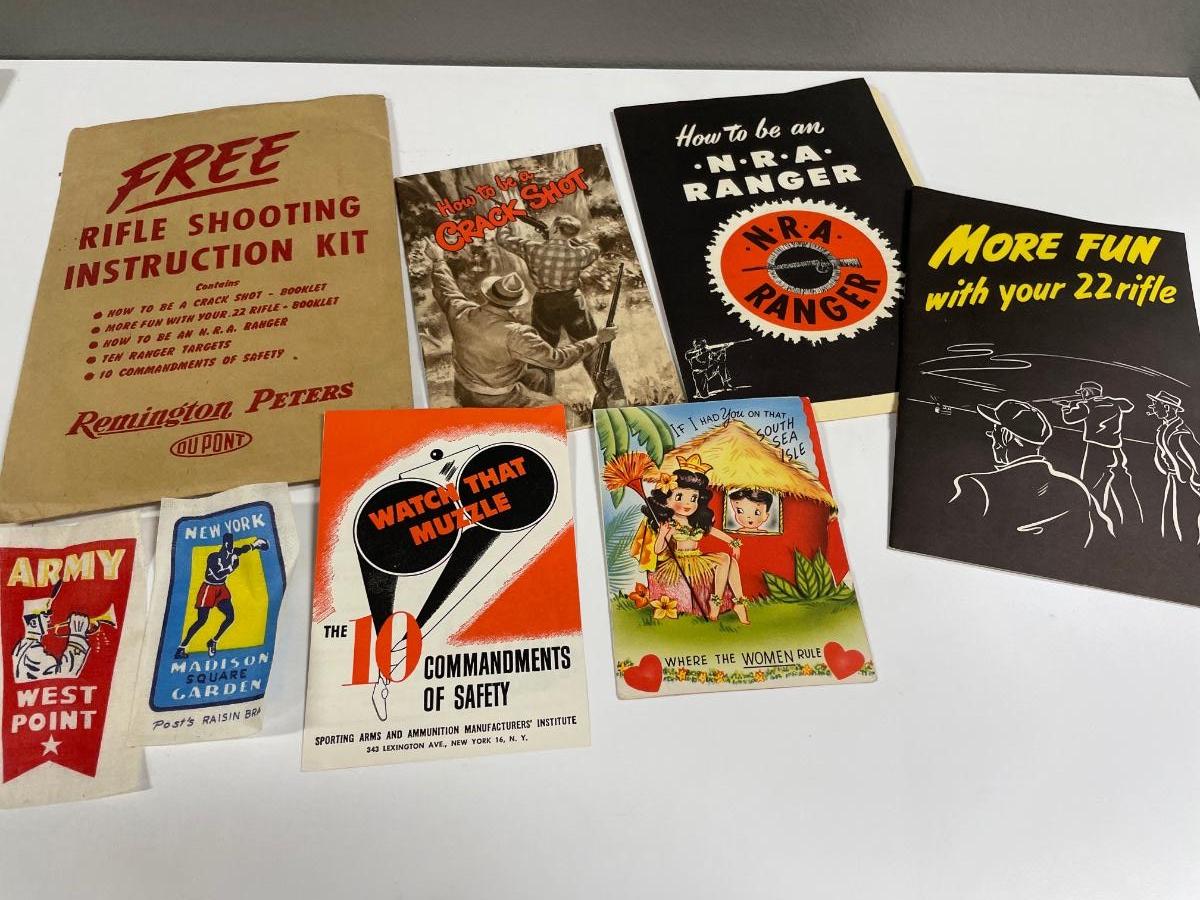 FREE
RIFLE SHOOTING
INSTRUCTION KIT
Contains
● HOW TO BE A CRACK SHOT - BOOKLET
● MORE FUN WITH YOUR .22 RIFLE - BOOKLET
● HOW TO BE AN N.R.A. RANGER
● TEN RANGER TARGETS
● 10 COMMANDMENTS OF SAFETY
Remington PETERS
DU PONT
How to be a
CRACK SHOT
How to be an
·N·R·A·
RANGER
·N·R·A·
RANGER
MORE FUN
with your 22 rifle
ARMY
WEST
POINT
NEW YORK
MADISON
SQUARE
GARDEN
Post's RAISIN BRA
WATCH THAT
MUZZLE
THE 10
COMMANDMENTS
OF SAFETY
SPORTING ARMS AND AMMUNITION MANUFACTURERS' INSTITUTE
343 LEXINGTON AVE., NEW YORK 16, N. Y.
IF I HAD You ON THAT
SOUTH
SEA
ISLE
WHERE THE WOMEN RULE